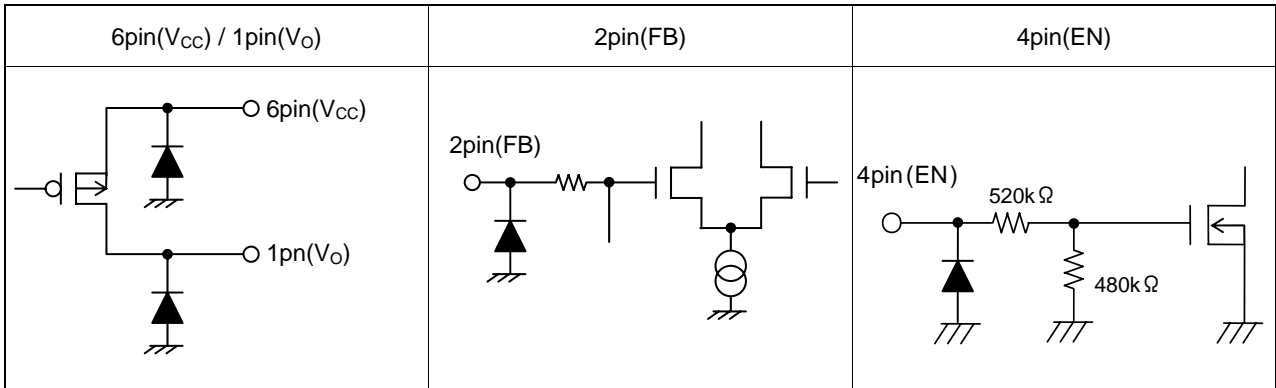 6pin(VCC) / 1pin(VO)
2pin(FB)
4pin(EN)
6pin(VCC)
1pn(VO)
2pin(FB)
4pin(EN)
520kΩ
480kΩ